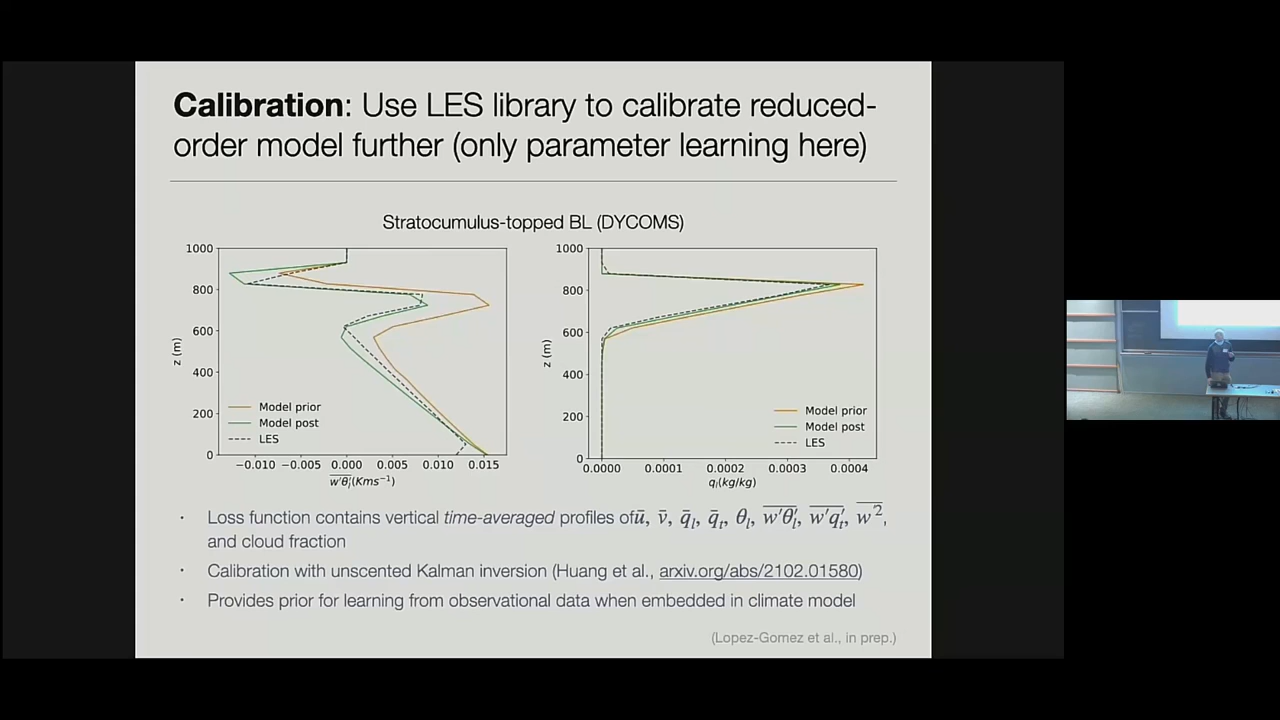 Calibration: Use LES library to calibrate reduced-
order model further (only parameter learning here)
Stratocumulus-topped BL (DYCOMS)
1000
800
600
400
200
0
z (m)
Model prior
Model post
LES
−0.010 −0.005 0.000 0.005 0.010 0.015
w′θ′l(Kms⁻¹)
1000
800
600
400
200
0
z (m)
Model prior
Model post
LES
0.0000 0.0001 0.0002 0.0003 0.0004
ql(kg/kg)
· Loss function contains vertical time-averaged profiles of ū, v̄, q̄l, q̄t, θl, w′θ′l, w′q′t, w′², 
and cloud fraction
· Calibration with unscented Kalman inversion (Huang et al., arxiv.org/abs/2102.01580)
· Provides prior for learning from observational data when embedded in climate model
(Lopez-Gomez et al., in prep.)